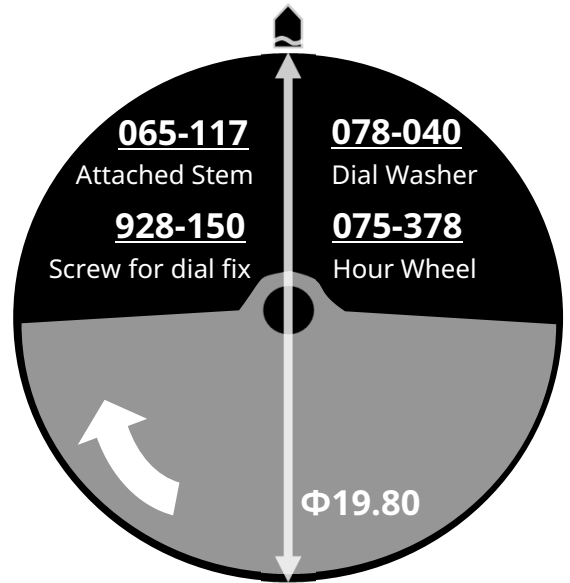 065-117
Attached Stem
928-150
Screw for dial fix
078-040
Dial Washer
075-378
Hour Wheel
Φ19.80